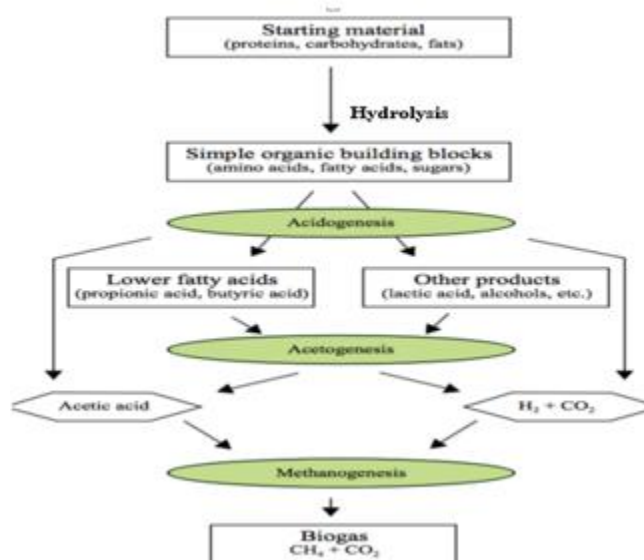 Starting material
(proteins, carbohydrates, fats)
Hydrolysis
Simple organic building blocks
(amino acids, fatty acids, sugars)
Acidogenesis
Lower fatty acids
(propionic acid, butyric acid)
Other products
(lactic acid, alcohols, etc.)
Acetogenesis
Acetic acid
H₂ + CO₂
Methanogenesis
Biogas
CH₄ + CO₂